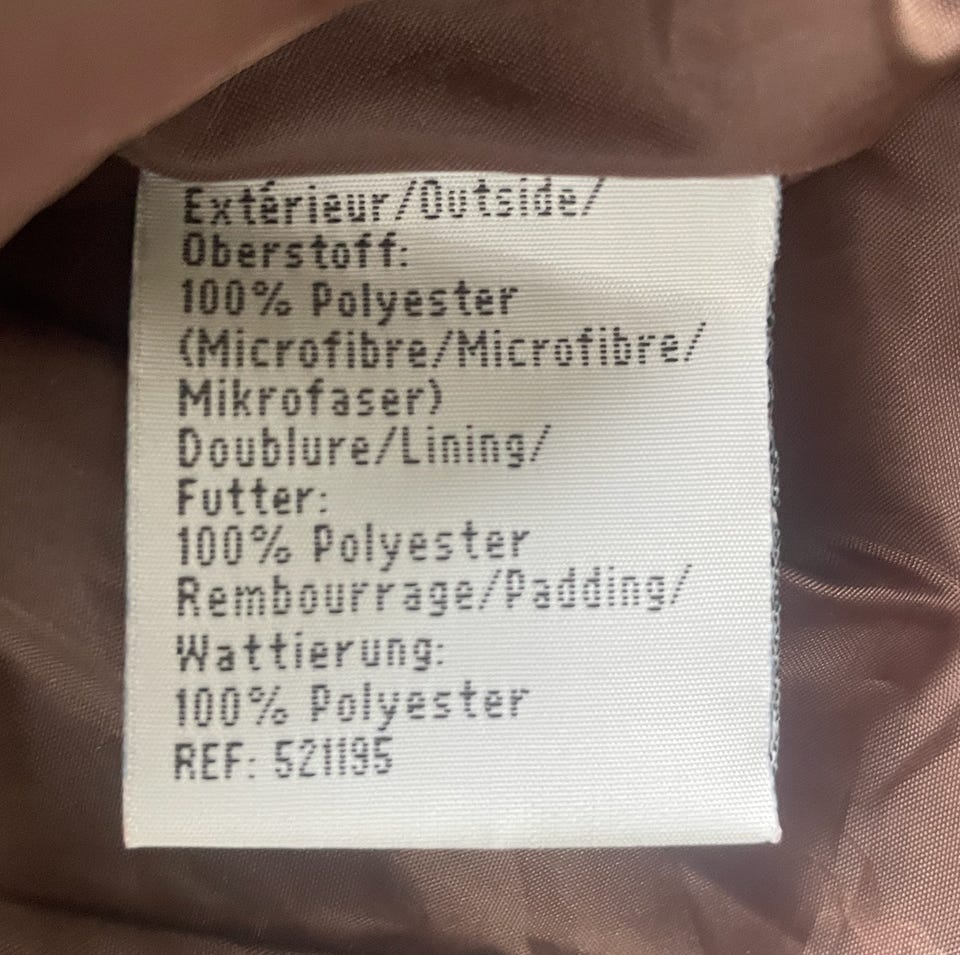 Extérieur/Outside/
Oberstoff:
100% Polyester
(Microfibre/Microfibre/
Mikrofaser)
Doublure/Lining/
Futter:
100% Polyester
Rembourrage/Padding/
Wattierung:
100% Polyester
REF: 521195